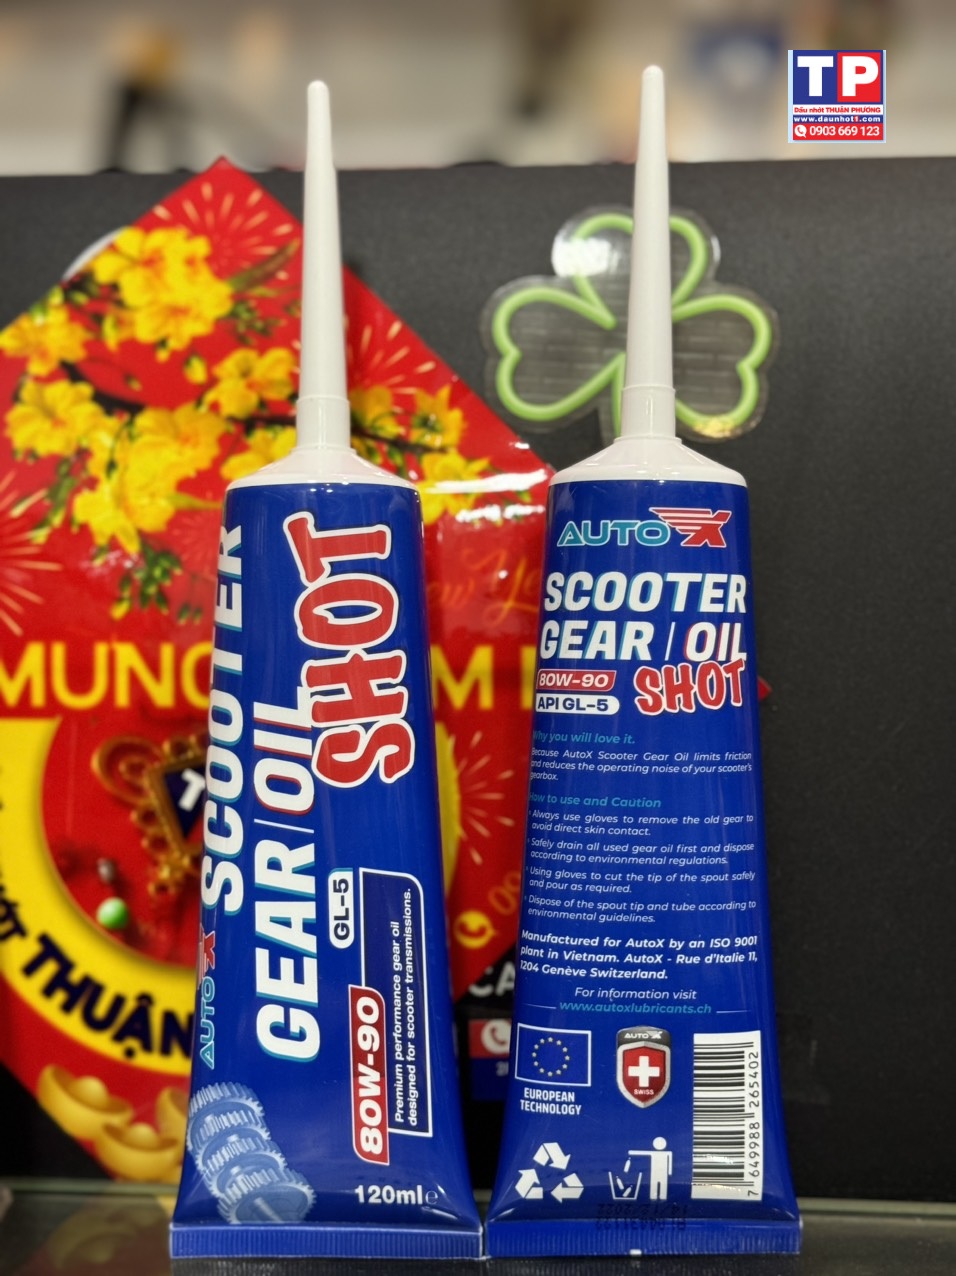 TP
Dầu nhớt THUẬN PHƯƠNG
www.daunhot1.com
0903 669 123
MUNG
THUẬN
AUTOX
SCOOTER
GEAR/OIL
SHOT
GL-5
80W-90
Premium performance gear oil
designed for scooter transmissions.
120ml℮
AUTOX
SCOOTER
GEAR/OIL
SHOT
80W-90
API GL-5
Why you will love it.
Because AutoX Scooter Gear Oil limits friction
and reduces the operating noise of your scooter's
gearbox.
How to use and Caution
• Always use gloves to remove the old gear to
avoid direct skin contact.
• Safely drain all used gear oil first and dispose
according to environmental regulations.
• Using gloves to cut the tip of the spout safely
and pour as required.
• Dispose of the spout tip and tube according to
environmental guidelines.
Manufactured for AutoX by an ISO 9001
plant in Vietnam. AutoX - Rue d'Italie 11,
1204 Genève Switzerland.
For information visit
www.autoxlubricants.ch
EUROPEAN
TECHNOLOGY
AUTOX
SWISS
7 649988 265402